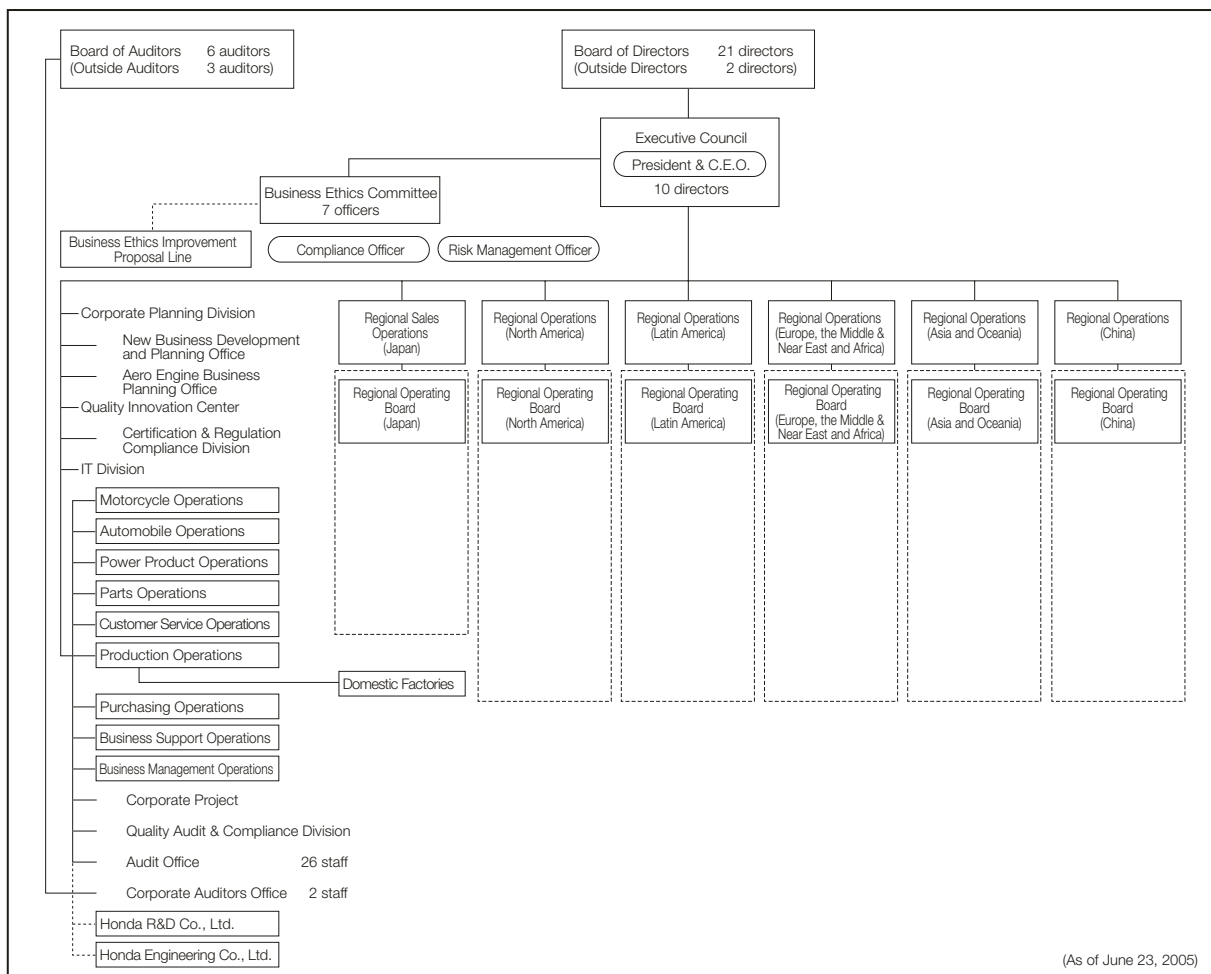 Board of Auditors 6 auditors
(Outside Auditors 3 auditors)
Board of Directors 21 directors
(Outside Directors 2 directors)
Executive Council
President & C.E.O.
10 directors
Business Ethics Committee
7 officers
Business Ethics Improvement
Proposal Line
Compliance Officer
Risk Management Officer
Corporate Planning Division
New Business Development
and Planning Office
Aero Engine Business
Planning Office
Quality Innovation Center
Certification & Regulation
Compliance Division
IT Division
Regional Sales
Operations
(Japan)
Regional Operations
(North America)
Regional Operations
(Latin America)
Regional Operations
(Europe, the Middle &
Near East and Africa)
Regional Operations
(Asia and Oceania)
Regional Operations
(China)
Regional Operating
Board
(Japan)
Regional Operating
Board
(North America)
Regional Operating
Board
(Latin America)
Regional Operating
Board
(Europe, the Middle &
Near East and Africa)
Regional Operating
Board
(Asia and Oceania)
Regional Operating
Board
(China)
Motorcycle Operations
Automobile Operations
Power Product Operations
Parts Operations
Customer Service Operations
Production Operations
Domestic Factories
Purchasing Operations
Business Support Operations
Business Management Operations
Corporate Project
Quality Audit & Compliance Division
Audit Office 26 staff
Corporate Auditors Office 2 staff
Honda R&D Co., Ltd.
Honda Engineering Co., Ltd.
(As of June 23, 2005)